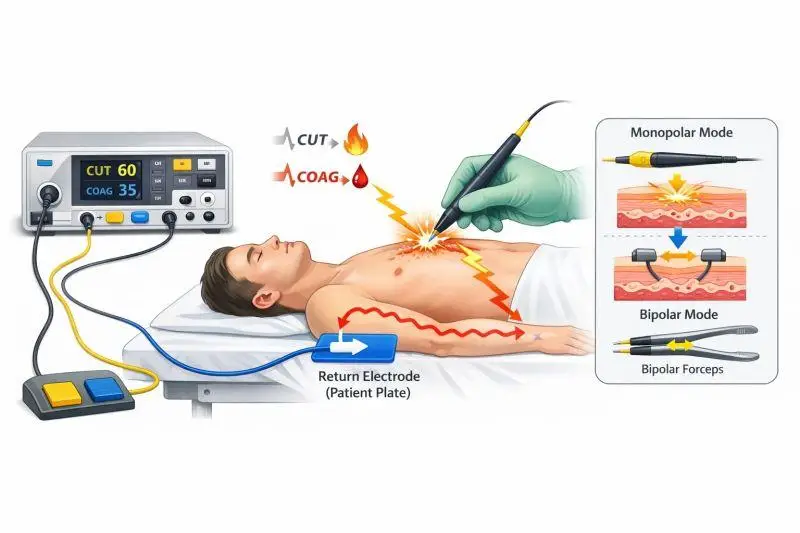 CUT 60
COAG 35
CUT
COAG
Return Electrode
(Patient Plate)
Monopolar Mode
Bipolar Mode
Bipolar Forceps